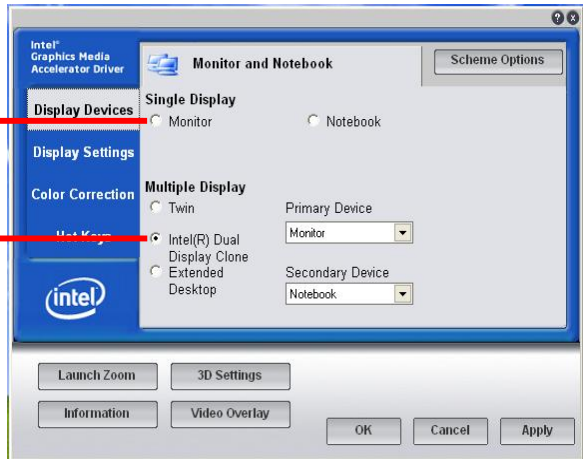 Intel®
Graphics Media
Accelerator Driver
Monitor and Notebook
Scheme Options
Display Devices
Display Settings
Color Correction
Hot Keys
intel
Single Display
Monitor
Notebook
Multiple Display
Twin
Intel(R) Dual
Display Clone
Extended
Desktop
Primary Device
Monitor
Secondary Device
Notebook
Launch Zoom
3D Settings
Information
Video Overlay
OK
Cancel
Apply